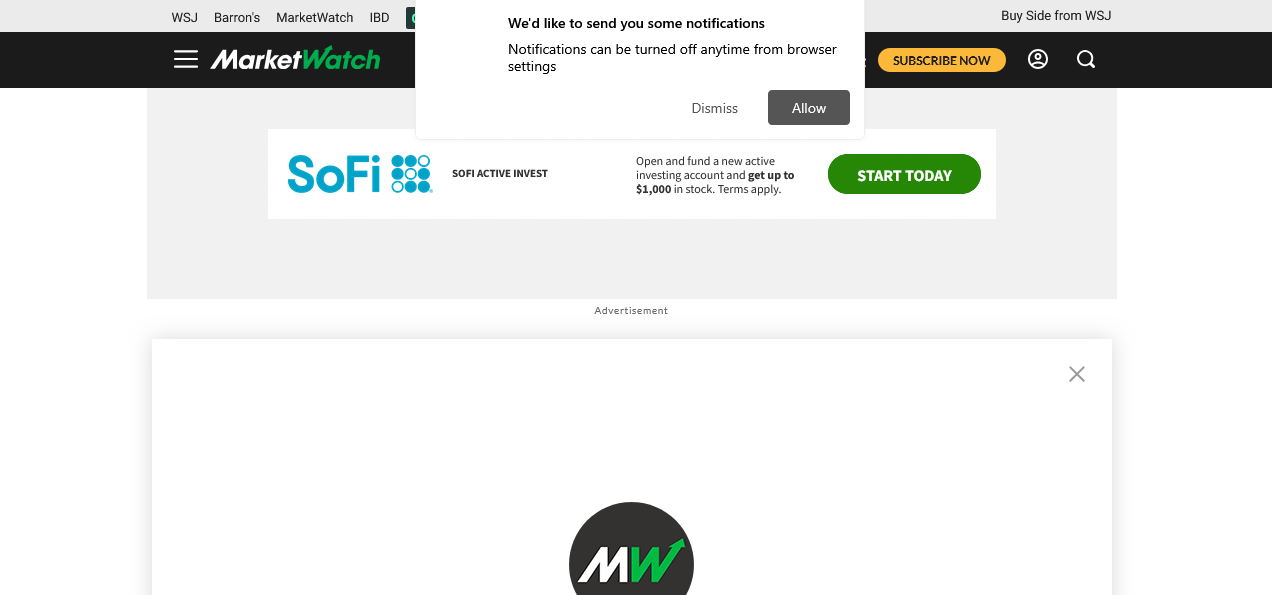 WSJ Barron's MarketWatch IBD
Buy Side from WSJ
We'd like to send you some notifications
Notifications can be turned off anytime from browser
settings
Dismiss
Allow
MarketWatch
SUBSCRIBE NOW
SoFi
SOFI ACTIVE INVEST
Open and fund a new active
investing account and get up to
$1,000 in stock. Terms apply.
START TODAY
Advertisement
MW